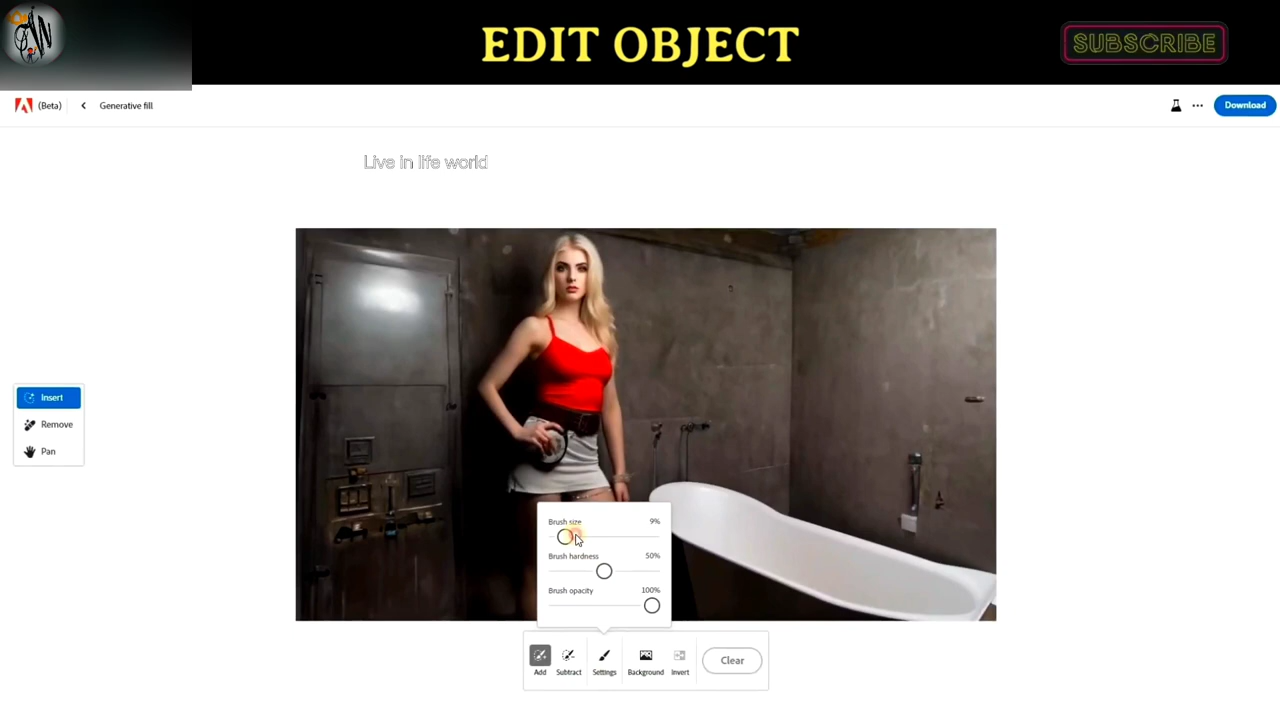 EDIT OBJECT
SUBSCRIBE
(Beta)
Generative fill
Download
Live in life world
Insert
Remove
Pan
Brush size 9%
Brush hardness 50%
Brush opacity 100%
Add Subtract Settings Background Invert Clear